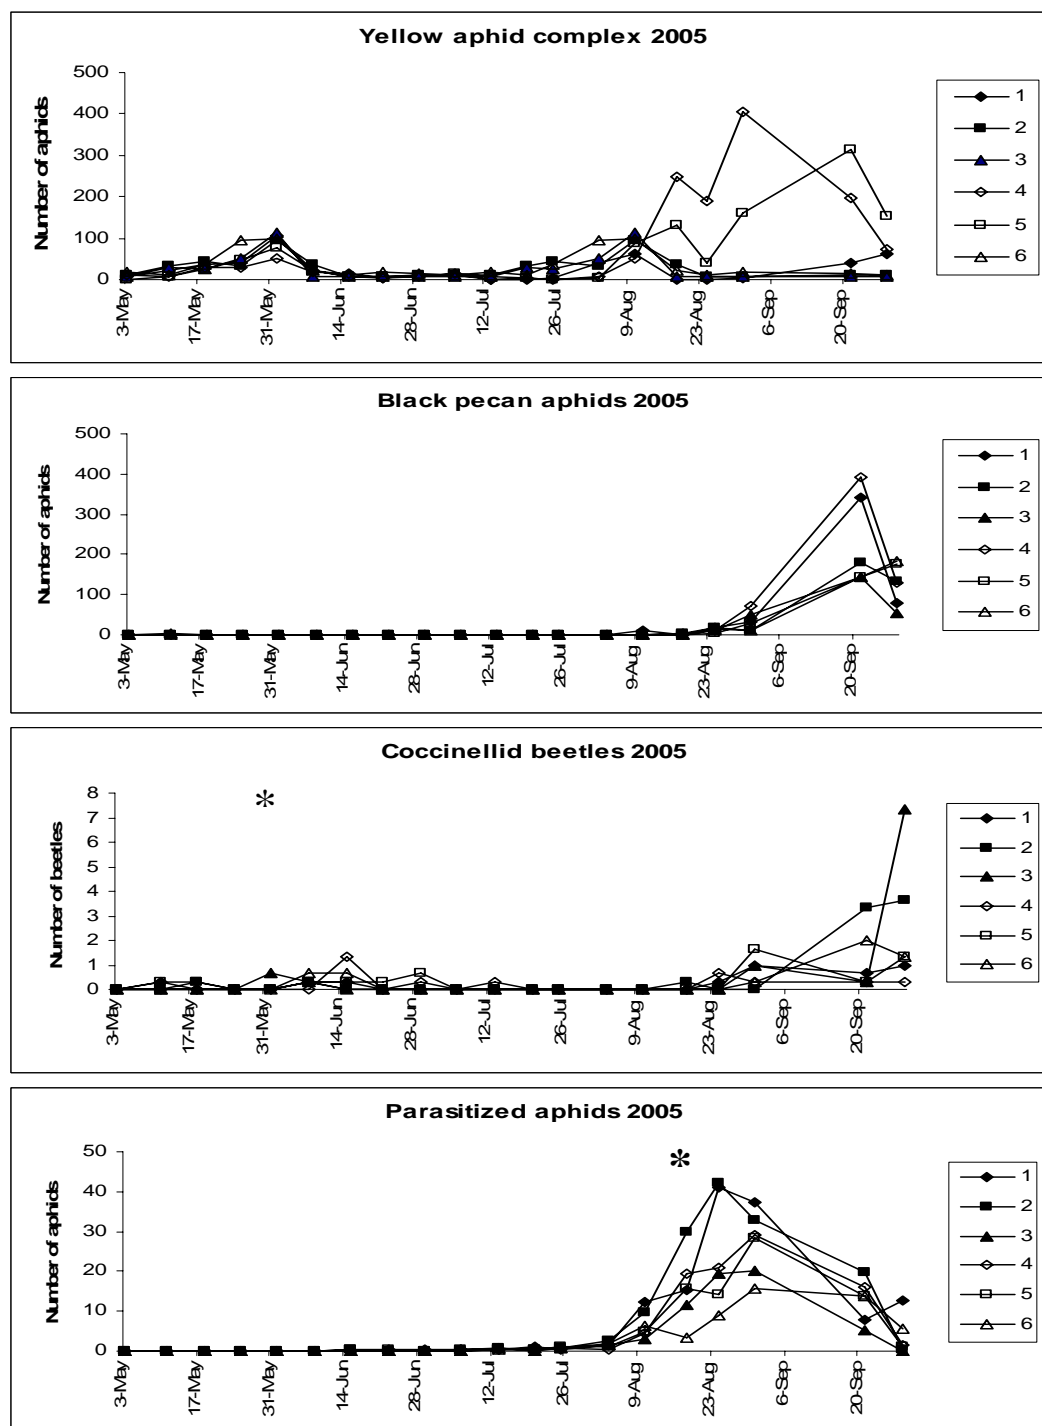 Yellow aphid complex 2005
Number of aphids
500
400
300
200
100
0
3-May
17-May
31-May
14-Jun
28-Jun
12-Jul
26-Jul
9-Aug
23-Aug
6-Sep
20-Sep
1
2
3
4
5
6
Black pecan aphids 2005
Number of aphids
500
400
300
200
100
0
3-May
17-May
31-May
14-Jun
28-Jun
12-Jul
26-Jul
9-Aug
23-Aug
6-Sep
20-Sep
1
2
3
4
5
6
Coccinellid beetles 2005
Number of beetles
8
7
6
5
4
3
2
1
0
*
3-May
17-May
31-May
14-Jun
28-Jun
12-Jul
26-Jul
9-Aug
23-Aug
6-Sep
20-Sep
1
2
3
4
5
6
Parasitized aphids 2005
Number of aphids
50
40
30
20
10
0
*
3-May
17-May
31-May
14-Jun
28-Jun
12-Jul
26-Jul
9-Aug
23-Aug
6-Sep
20-Sep
1
2
3
4
5
6